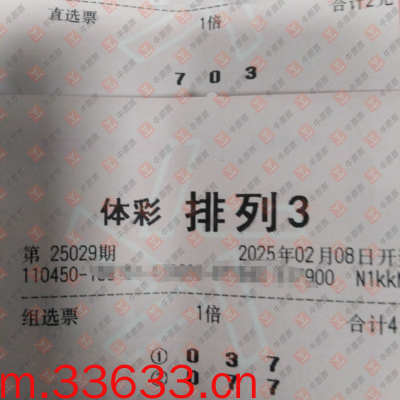 直选票 1倍 合计2元
7 0 3
体彩 排列3
第 25029期 2025年02月08日开
110450- 900 N1kk
组选票 1倍 合计4
① 0 3 7
② 0 7 7
m.33633.cn